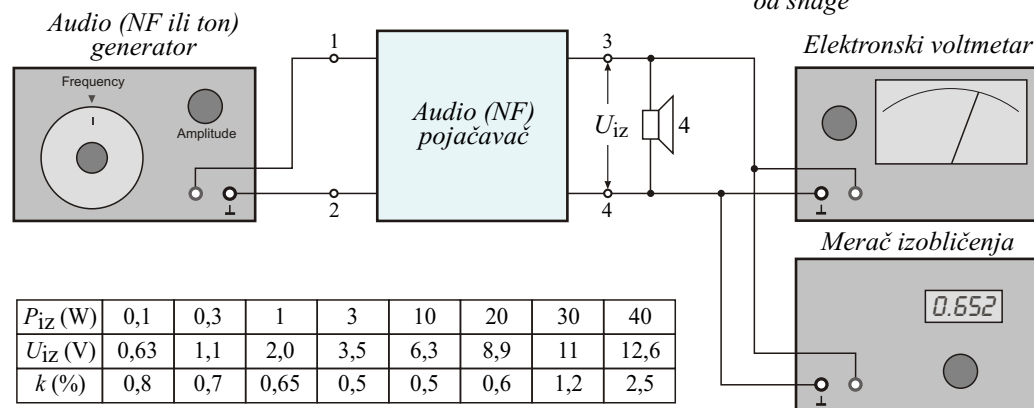 od snage
Audio (NF ili ton)
generator
Frequency
Amplitude
1
2
Audio (NF)
pojačavač
3
Uiz
4
4
Elektronski voltmetar
Merač izobličenja
0.652
Piz (W) 0,1 0,3 1 3 10 20 30 40
Uiz (V) 0,63 1,1 2,0 3,5 6,3 8,9 11 12,6
k (%) 0,8 0,7 0,65 0,5 0,5 0,6 1,2 2,5